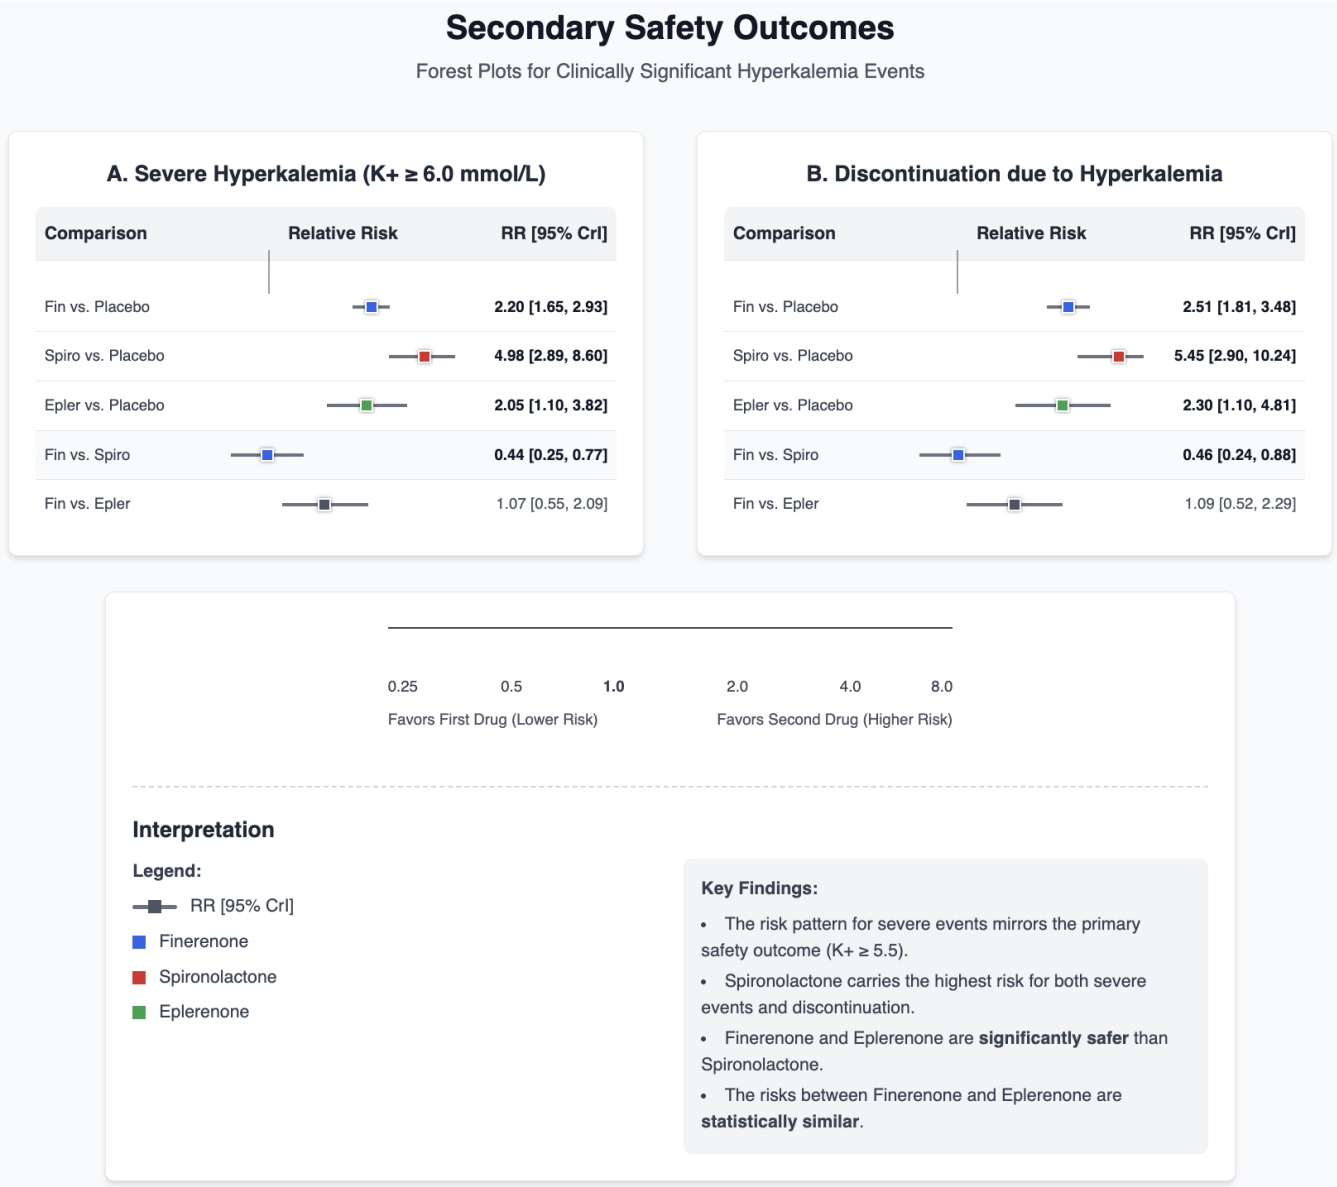 Secondary Safety Outcomes
Forest Plots for Clinically Significant Hyperkalemia Events
A. Severe Hyperkalemia (K+ ≥ 6.0 mmol/L)
Comparison Relative Risk RR [95% CrI]
Fin vs. Placebo 2.20 [1.65, 2.93]
Spiro vs. Placebo 4.98 [2.89, 8.60]
Epler vs. Placebo 2.05 [1.10, 3.82]
Fin vs. Spiro 0.44 [0.25, 0.77]
Fin vs. Epler 1.07 [0.55, 2.09]
B. Discontinuation due to Hyperkalemia
Comparison Relative Risk RR [95% CrI]
Fin vs. Placebo 2.51 [1.81, 3.48]
Spiro vs. Placebo 5.45 [2.90, 10.24]
Epler vs. Placebo 2.30 [1.10, 4.81]
Fin vs. Spiro 0.46 [0.24, 0.88]
Fin vs. Epler 1.09 [0.52, 2.29]
0.25 0.5 1.0 2.0 4.0 8.0
Favors First Drug (Lower Risk) Favors Second Drug (Higher Risk)
Interpretation
Legend:
RR [95% CrI]
Finerenone
Spironolactone
Eplerenone
Key Findings:
• The risk pattern for severe events mirrors the primary
safety outcome (K+ ≥ 5.5).
• Spironolactone carries the highest risk for both severe
events and discontinuation.
• Finerenone and Eplerenone are significantly safer than
Spironolactone.
• The risks between Finerenone and Eplerenone are
statistically similar.